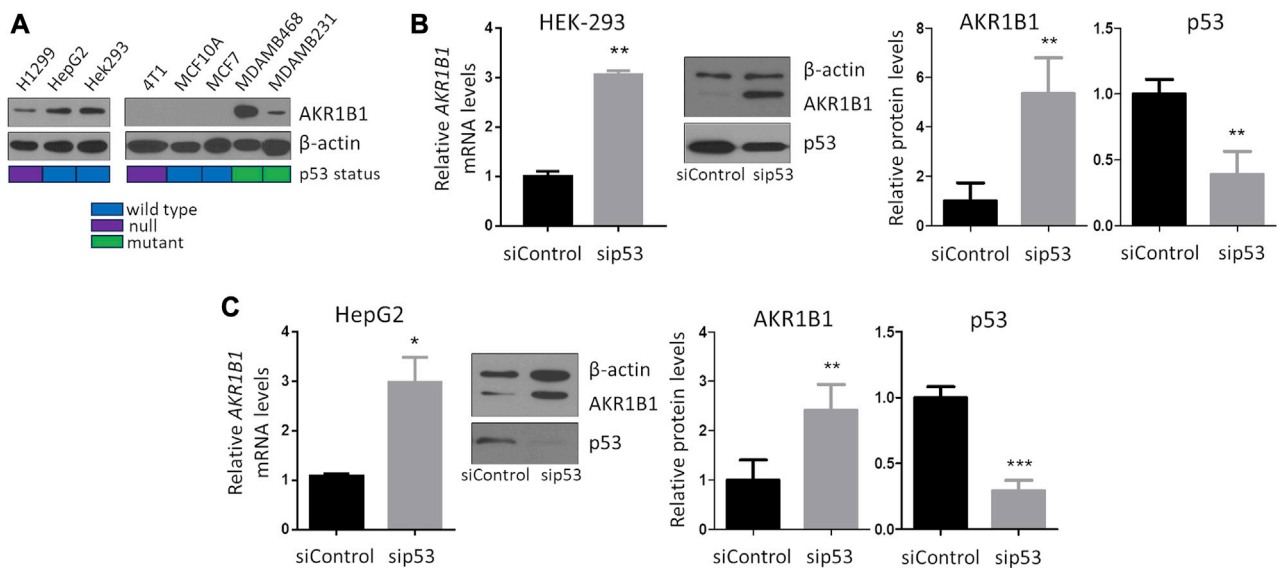 A
H1299
HepG2
Hek293
4T1
MCF10A
MCF7
MDAMB468
MDAMB231
AKR1B1
β-actin
p53 status
wild type
null
mutant
B
HEK-293
Relative AKR1B1
mRNA levels
4
3
2
1
0
**
siControl sip53
β-actin
AKR1B1
p53
siControl sip53
AKR1B1
Relative protein levels
8
6
4
2
0
**
siControl sip53
p53
1.5
1.0
0.5
0.0
**
siControl sip53
C
HepG2
Relative AKR1B1
mRNA levels
4
3
2
1
0
*
siControl sip53
β-actin
AKR1B1
p53
siControl sip53
AKR1B1
Relative protein levels
4
3
2
1
0
**
siControl sip53
p53
1.5
1.0
0.5
0.0
***
siControl sip53